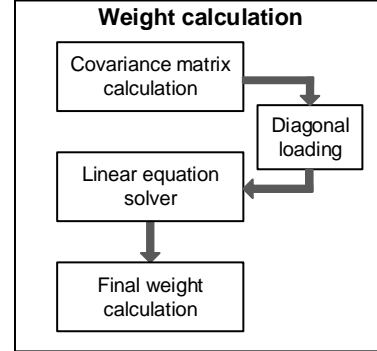 Weight calculation
Covariance matrix
calculation
Diagonal
loading
Linear equation
solver
Final weight
calculation